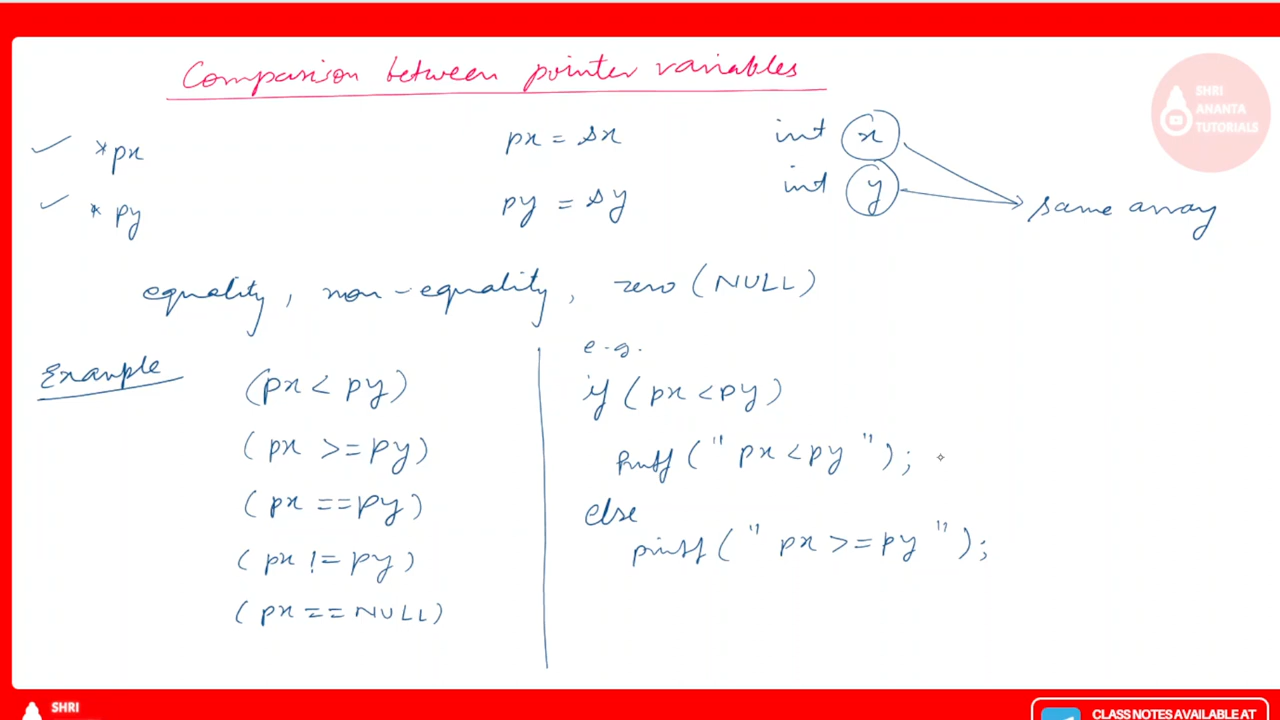 Comparision between pointer variables
SHRI
ANANTA
TUTORIALS
*px px = &x int x
*py py = &y int y same array
equality, non-equality, zero (NULL)
Example
(px < py)
(px >= py)
(px == py)
(px != py)
(px == NULL)
e.g.
if (px < py)
printf (" px < py ");
else
printf (" px >= py ");
SHRI
CLASS NOTES AVAILABLE AT